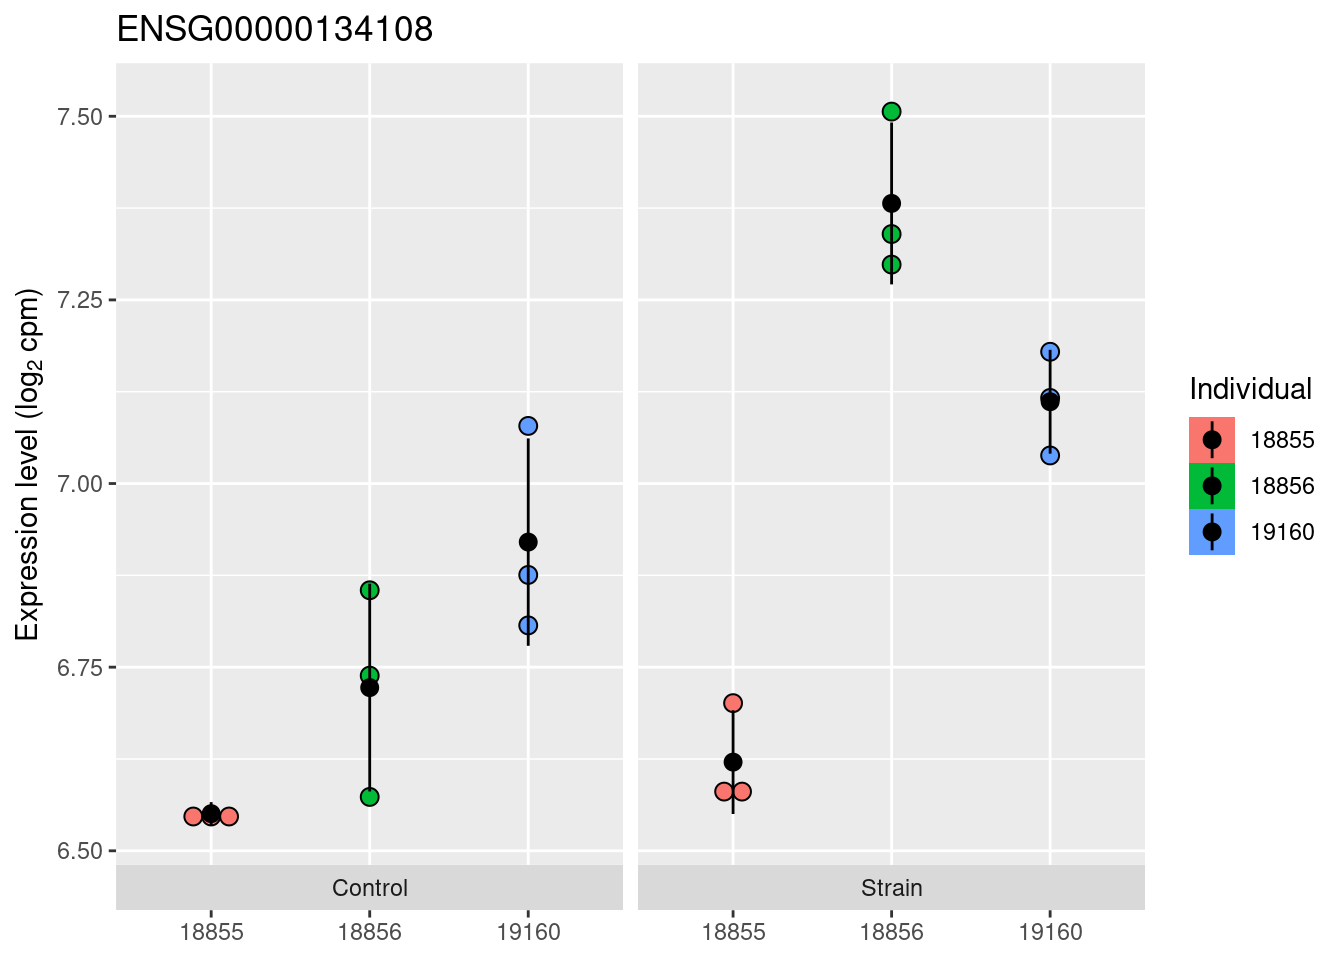 ENSG00000134108
Expression level (log₂ cpm)
7.50
7.25
7.00
6.75
6.50
Control
Strain
18855
18856
19160
18855
18856
19160
Individual
18855
18856
19160